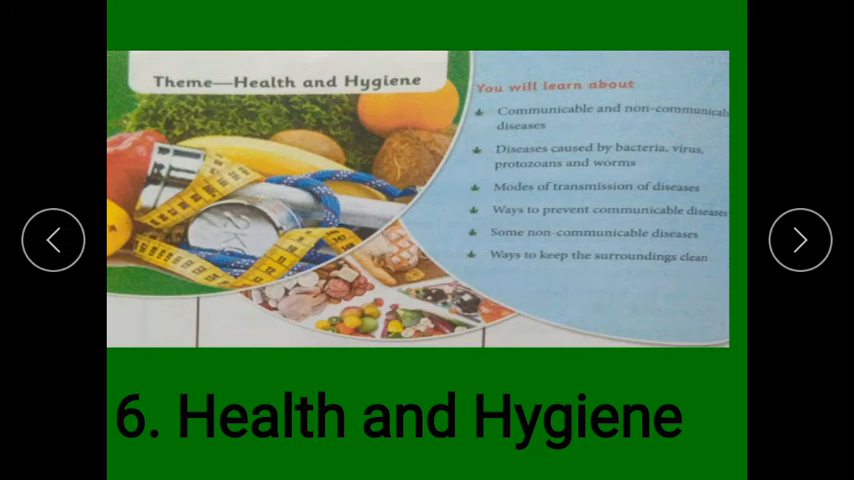 Theme—Health and Hygiene
You will learn about
Communicable and non-communicab
diseases
Diseases caused by bacteria, virus,
protozoans and worms
Modes of transmission of diseases
Ways to prevent communicable diseases
Some non-communicable diseases
Ways to keep the surroundings clean
2K
6. Health and Hygiene